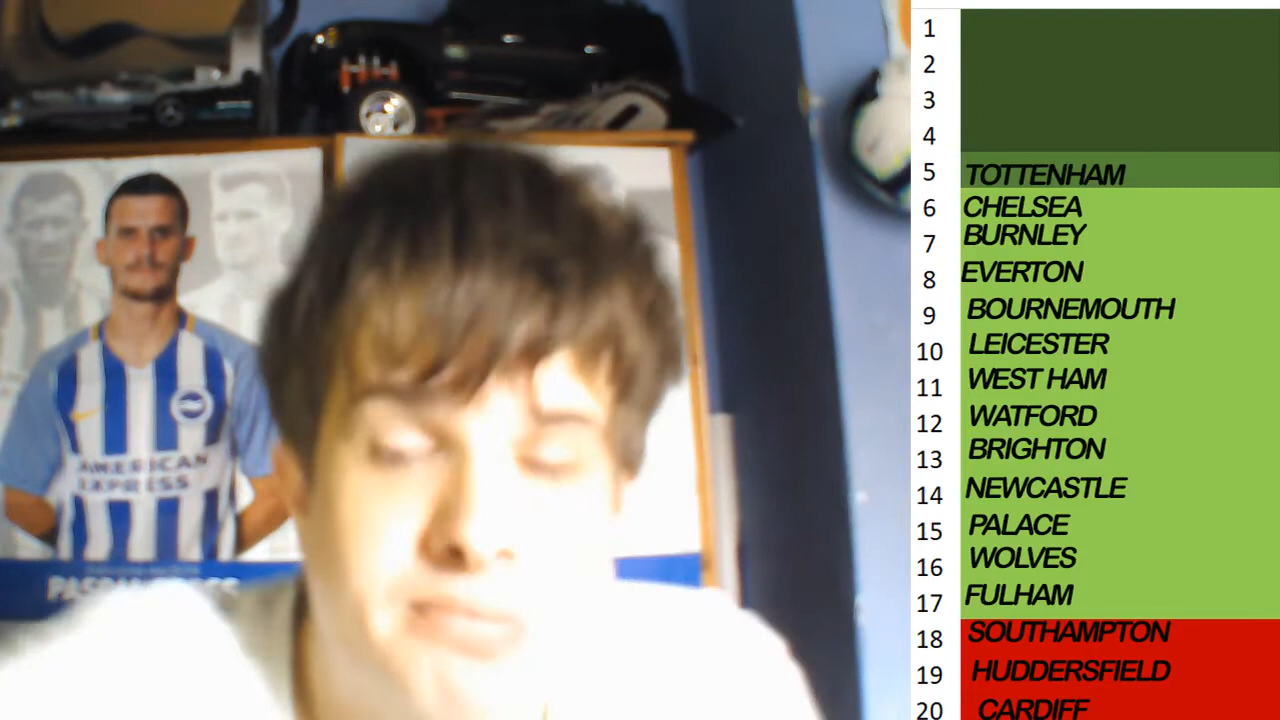 AMERICAN
EXPRESS
1
2
3
4
5 TOTTENHAM
6 CHELSEA
7 BURNLEY
8 EVERTON
9 BOURNEMOUTH
10 LEICESTER
11 WEST HAM
12 WATFORD
13 BRIGHTON
14 NEWCASTLE
15 PALACE
16 WOLVES
17 FULHAM
18 SOUTHAMPTON
19 HUDDERSFIELD
20 CARDIFF